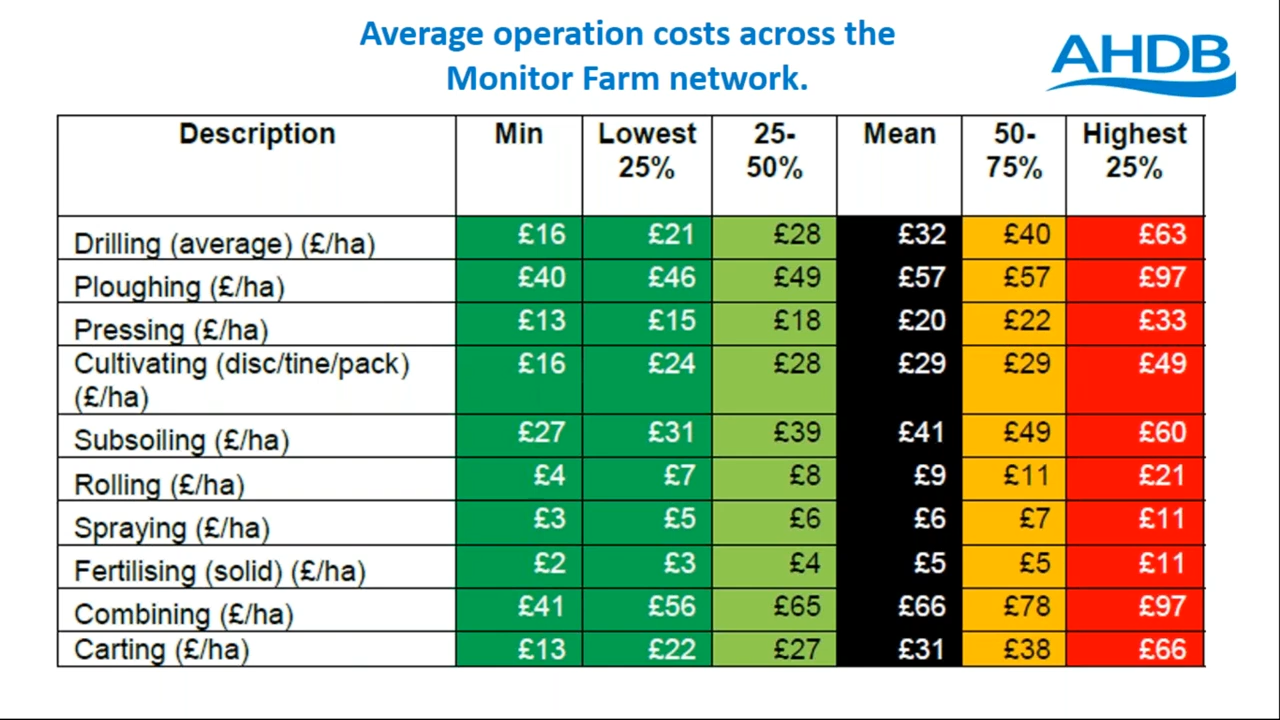 Average operation costs across the
Monitor Farm network.
AHDB
Description Min Lowest 25% 25-50% Mean 50-75% Highest 25%
Drilling (average) (£/ha) £16 £21 £28 £32 £40 £63
Ploughing (£/ha) £40 £46 £49 £57 £57 £97
Pressing (£/ha) £13 £15 £18 £20 £22 £33
Cultivating (disc/tine/pack) (£/ha) £16 £24 £28 £29 £29 £49
Subsoiling (£/ha) £27 £31 £39 £41 £49 £60
Rolling (£/ha) £4 £7 £8 £9 £11 £21
Spraying (£/ha) £3 £5 £6 £6 £7 £11
Fertilising (solid) (£/ha) £2 £3 £4 £5 £5 £11
Combining (£/ha) £41 £56 £65 £66 £78 £97
Carting (£/ha) £13 £22 £27 £31 £38 £66